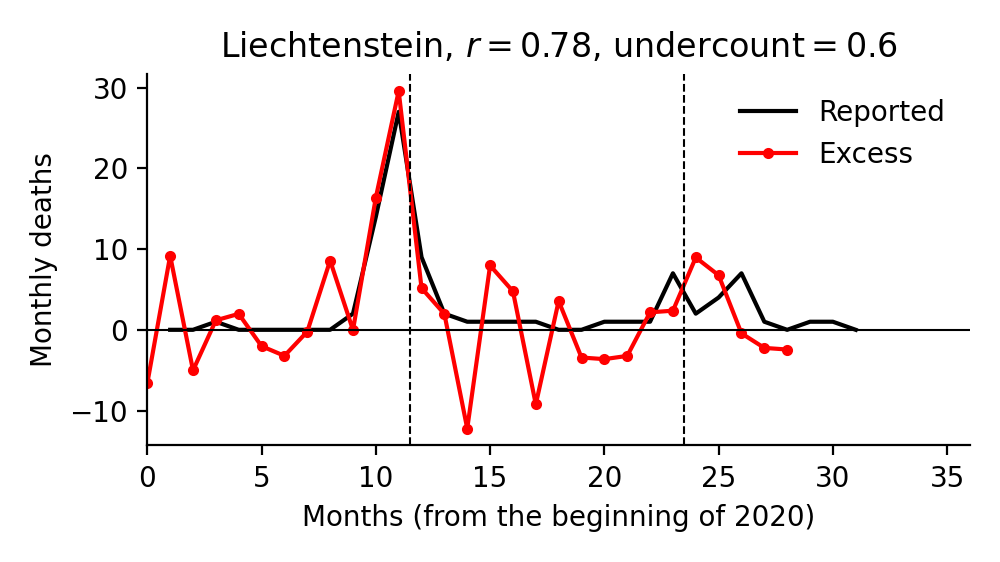 Liechtenstein, r = 0.78, undercount = 0.6
30
20
10
0
−10
Monthly deaths
Reported
Excess
0 5 10 15 20 25 30 35
Months (from the beginning of 2020)